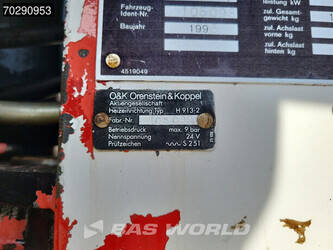 70290953
Fahrzeug-
Ident-Nr.
Baujahr 199
leistung kW
zul. Gesamt-
gewicht kg
zul. Achslast
vorn kg
zul. Achslast
hinten kg
4519049
O&K Orenstein & Koppel
Aktiengesellschaft
Heizeinrichtung Typ H 913-2
Fabr.-Nr.
Betriebsdruck max. 9 bar
Nennspannung 24 V
Prüfzeichen S 251
BAS WORLD